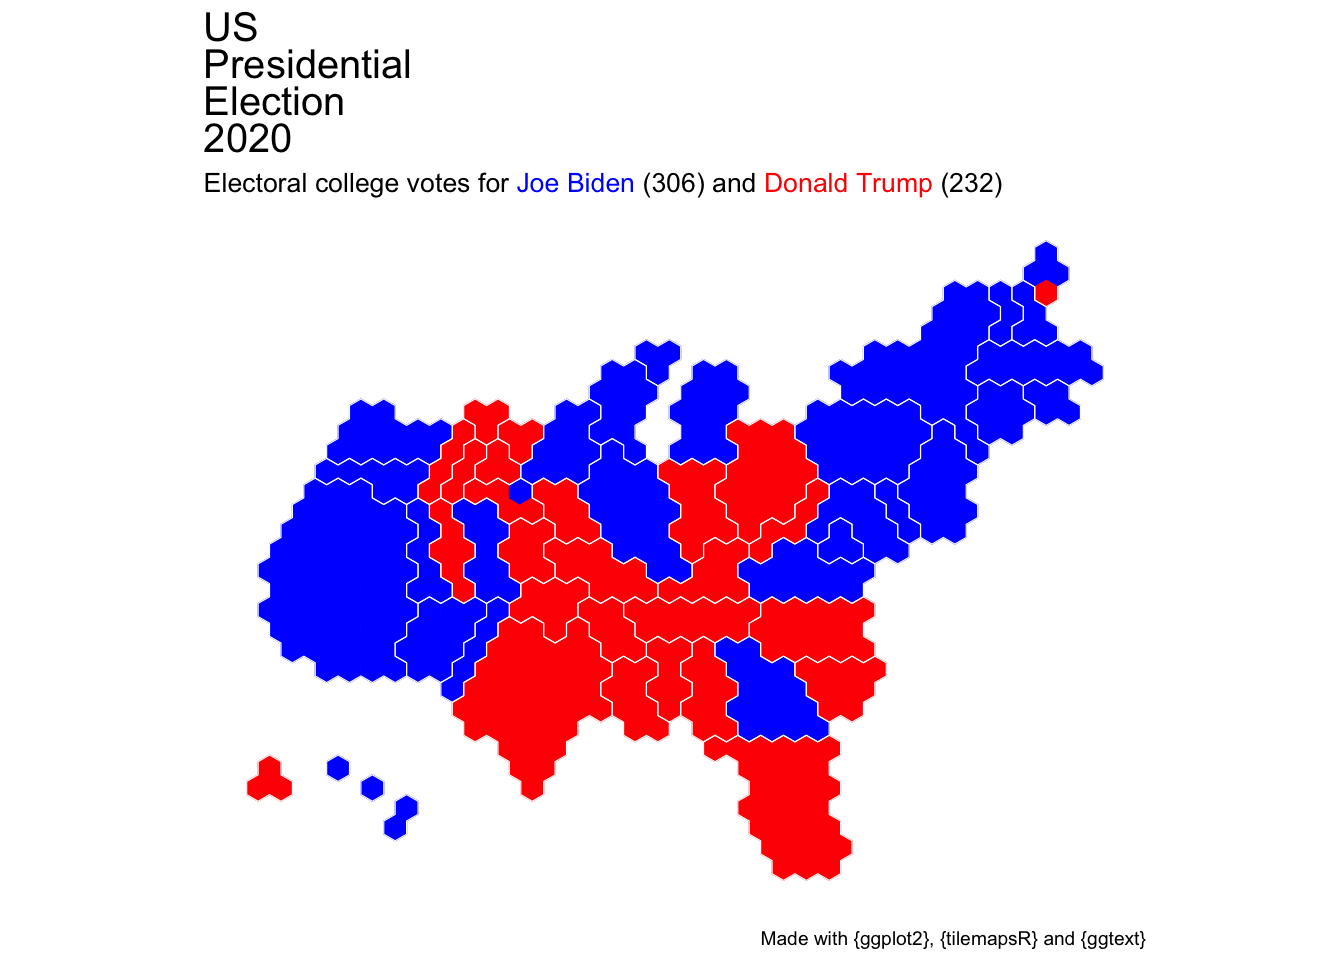 US
Presidential
Election
2020
Electoral college votes for Joe Biden (306) and Donald Trump (232)
Made with {ggplot2}, {tilemapsR} and {ggtext}